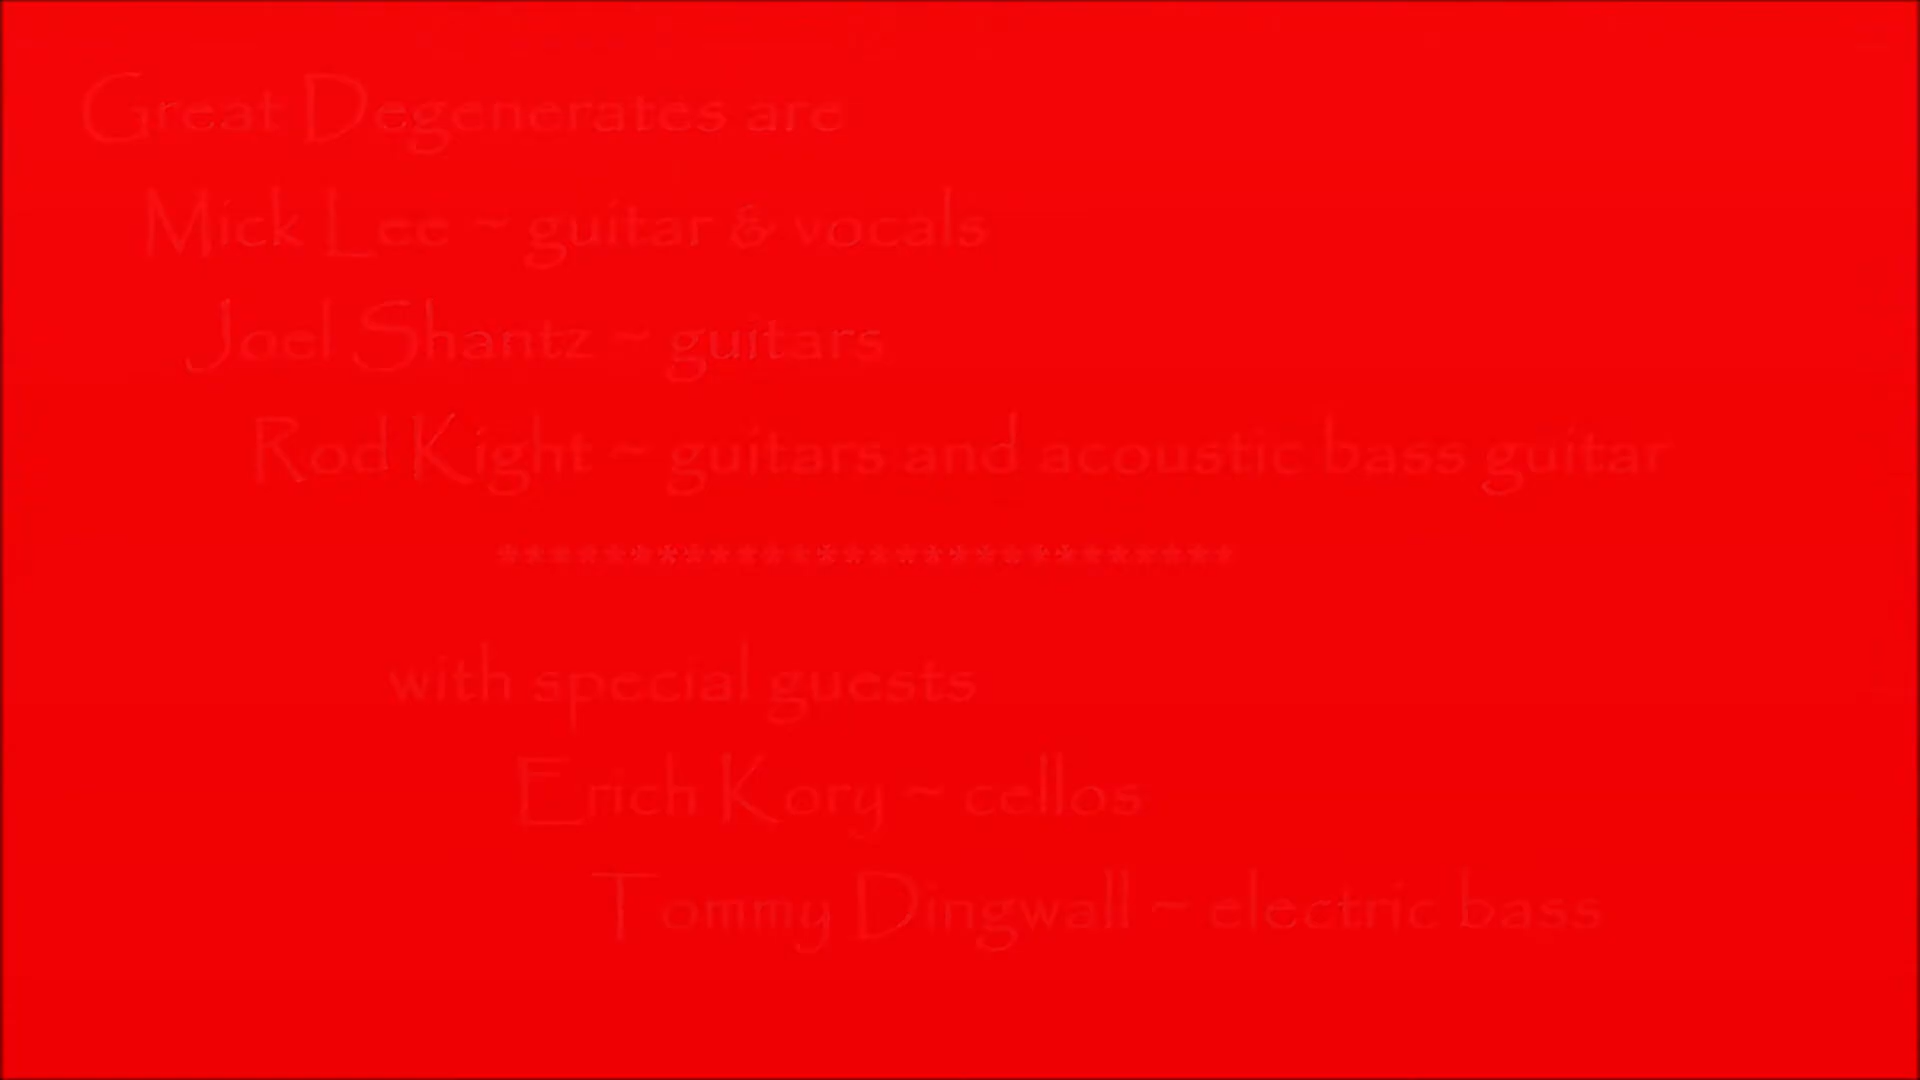 Great Degenerates are
Mick Lee ~ guitar & vocals
Joel Shantz ~ guitars
Rod Kight ~ guitars and acoustic bass guitar
****************************
with special guests
Erich Kory ~ cellos
Tommy Dingwall ~ electric bass